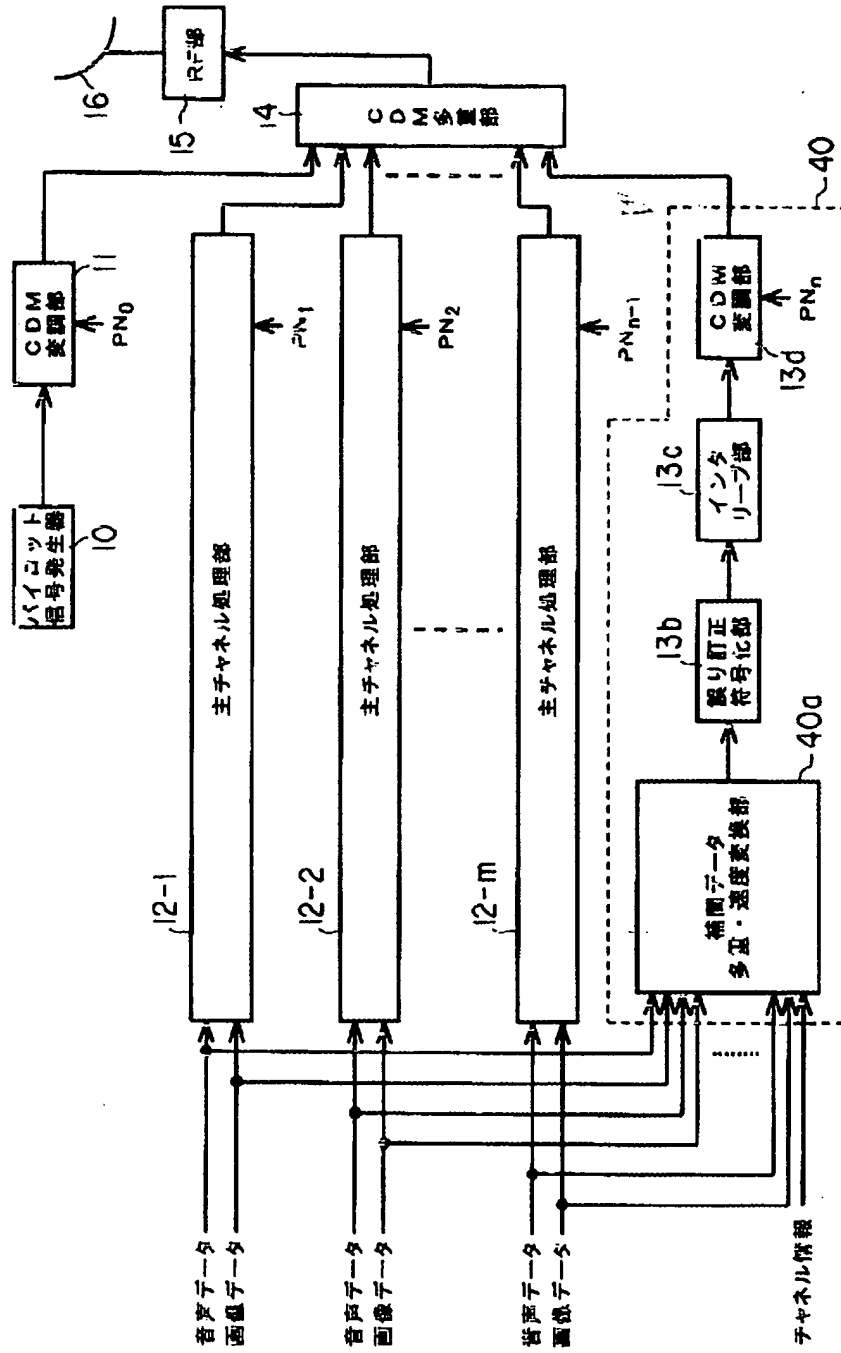 16
RF部
15
14
CDM多重部
CDM
変調部
11
PN0
パイロット
信号発生器
10
12-1
主チャネル処理部
PN1
12-2
主チャネル処理部
PN2
12-m
主チャネル処理部
PNn-1
音声データ
画像データ
音声データ
画像データ
音声データ
画像データ
チャネル情報
補間データ
多重・速度変換部
40a
誤り訂正
符号化部
13b
インタ
リーブ部
13c
CDM
変調部
13d
PNn
40